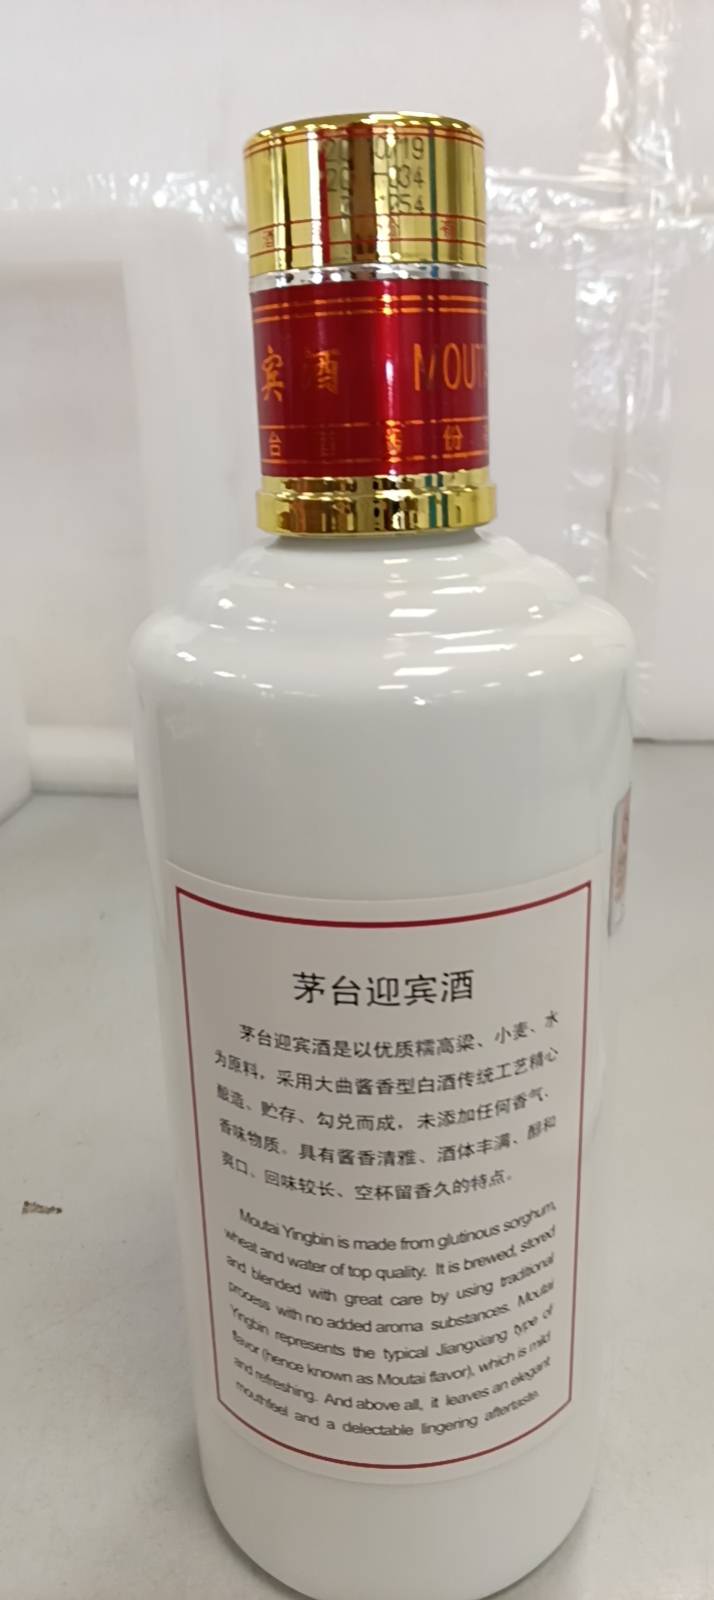 宾酒 MOUTA
茅台迎宾酒
茅台迎宾酒是以优质糯高粱、小麦、水
为原料，采用大曲酱香型白酒传统工艺精心
酿造、贮存、勾兑而成，未添加任何香气、
香味物质。具有酱香清雅、酒体丰满、醇和
爽口、回味较长、空杯留香久的特点。
Moutai Yingbin is made from glutinous sorghum,
wheat and water of top quality. It is brewed, stored
and blended with great care by using traditional
process with no added aroma substances. Moutai
Yingbin represents the typical Jiangxiang type of
flavor (hence known as Moutai flavor), which is mild
and refreshing. And above all, it leaves an elegant
mouthfeel and a delectable lingering aftertaste.